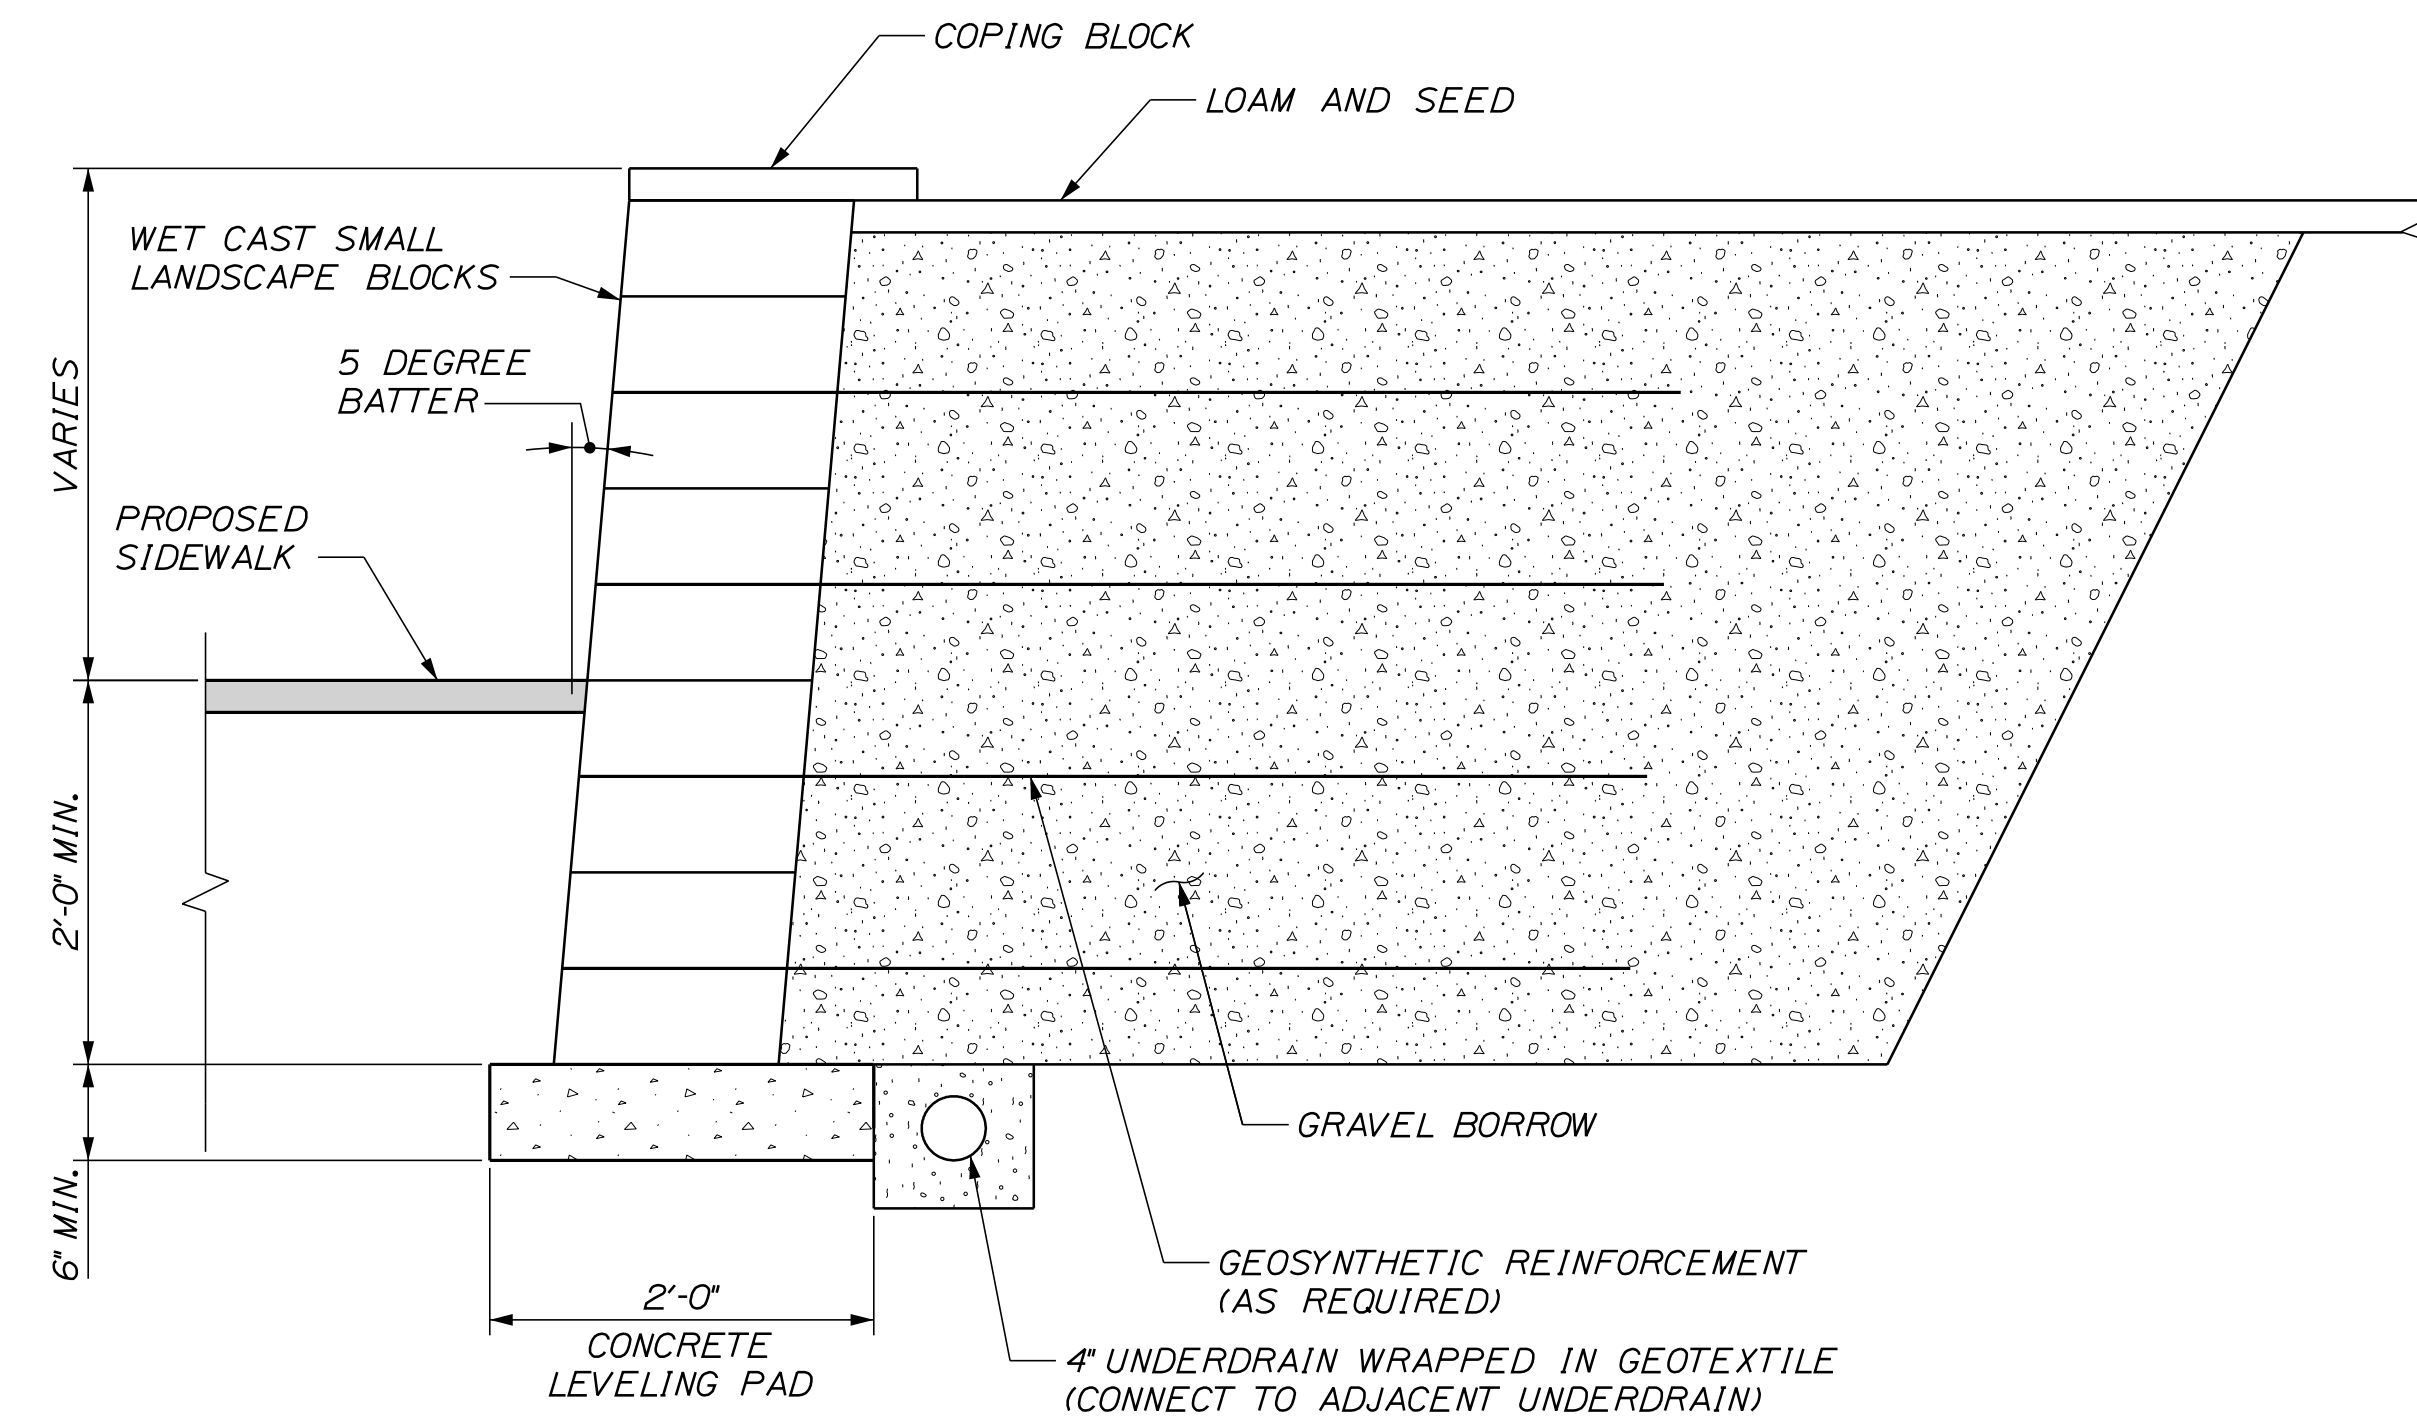 COPING BLOCK
LOAM AND SEED
WET CAST SMALL
LANDSCAPE BLOCKS
5 DEGREE
BATTER
VARIES
PROPOSED
SIDEWALK
2'-0" MIN.
6" MIN.
GRAVEL BORROW
GEOSYNTHETIC REINFORCEMENT
(AS REQUIRED)
2'-0"
CONCRETE
LEVELING PAD
4" UNDERDRAIN WRAPPED IN GEOTEXTILE
(CONNECT TO ADJACENT UNDERDRAIN)